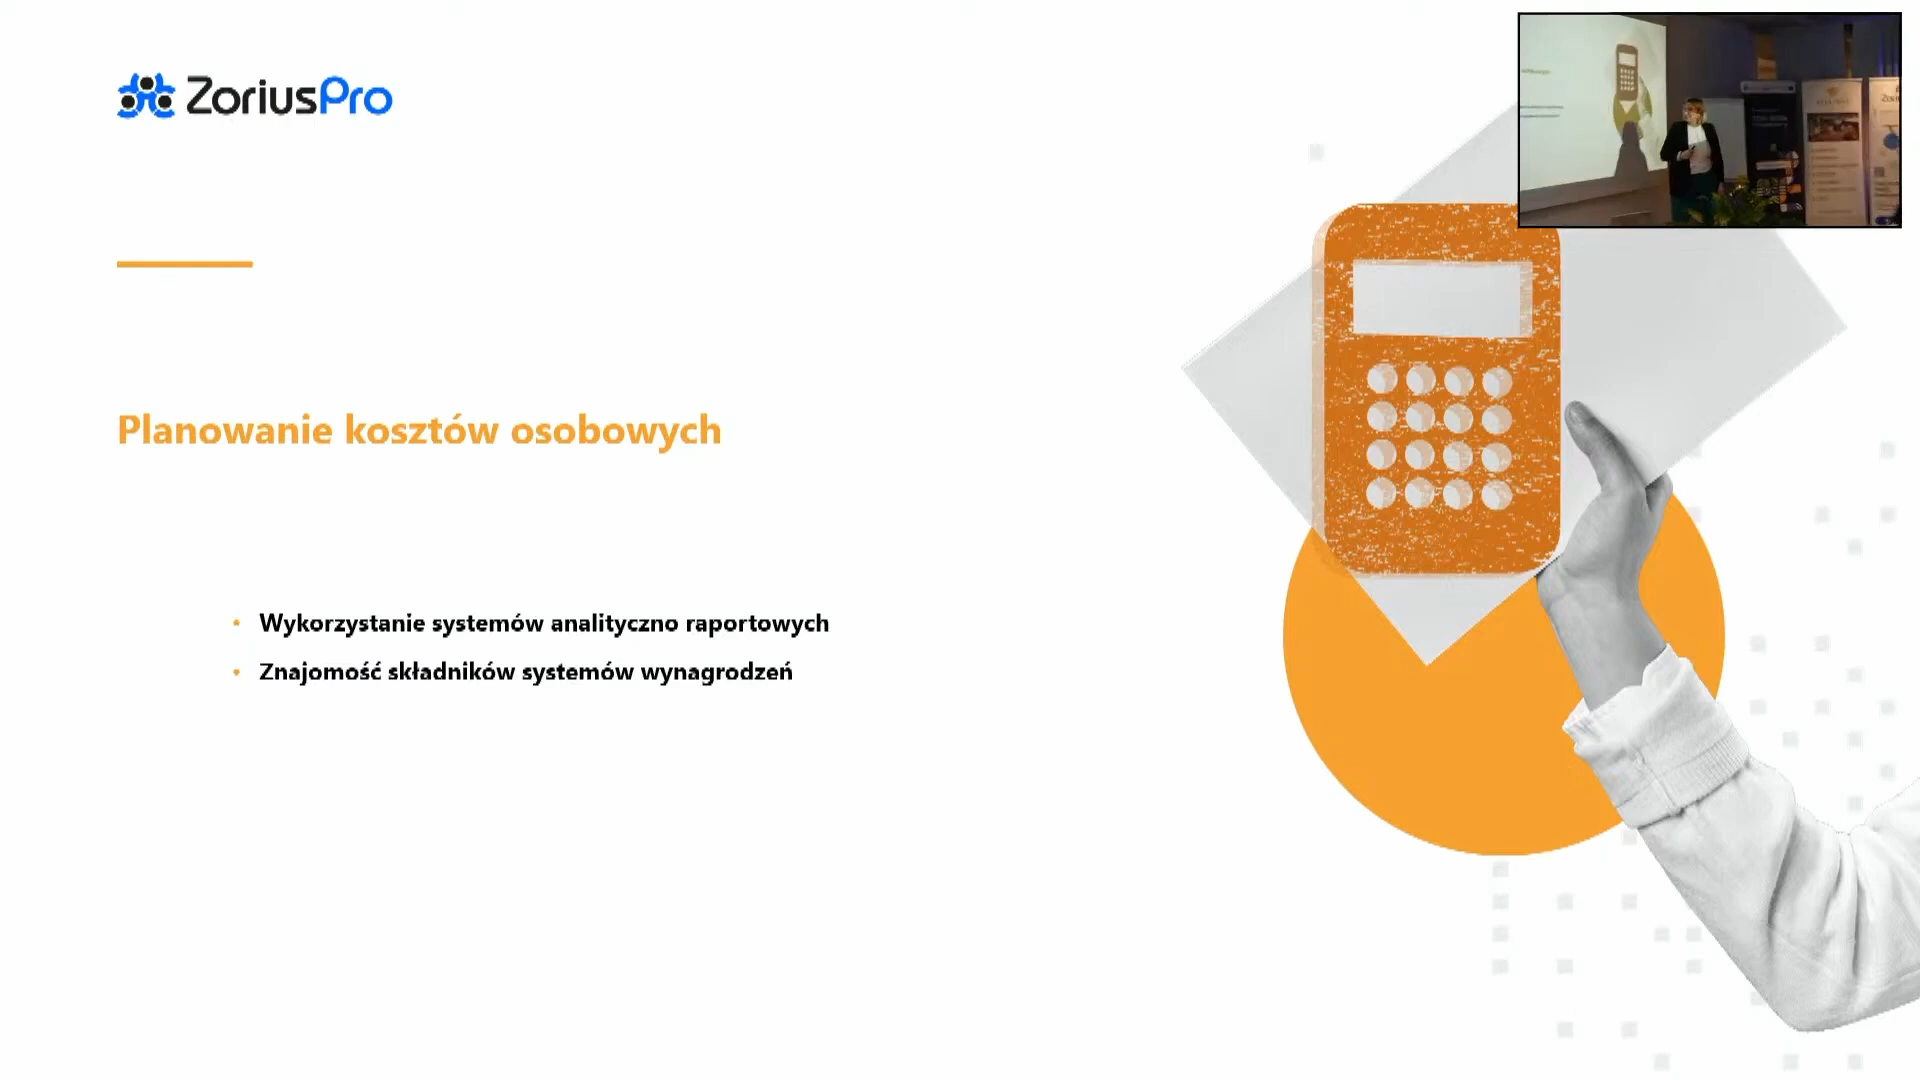 ZoriusPro
Planowanie kosztów osobowych
• Wykorzystanie systemów analityczno raportowych
• Znajomość składników systemów wynagrodzeń